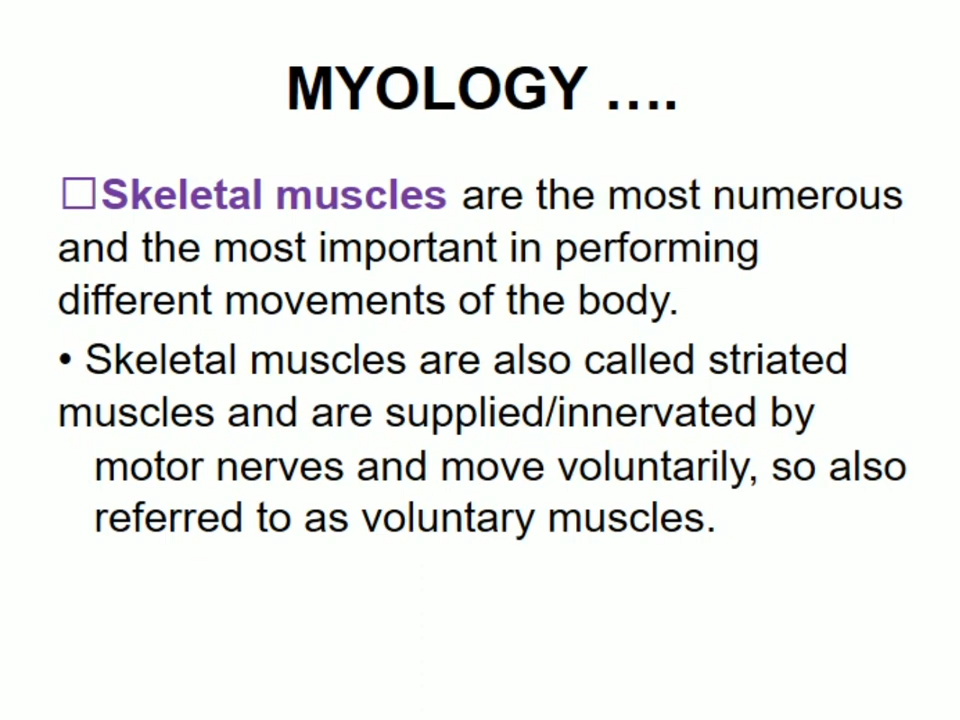 MYOLOGY ....
☐Skeletal muscles are the most numerous
and the most important in performing
different movements of the body.
• Skeletal muscles are also called striated
muscles and are supplied/innervated by
motor nerves and move voluntarily, so also
referred to as voluntary muscles.